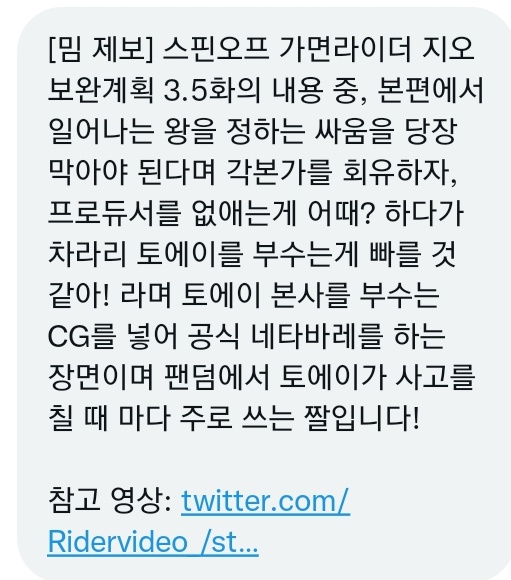 [밈 제보] 스핀오프 가면라이더 지오
보완계획 3.5화의 내용 중, 본편에서
일어나는 왕을 정하는 싸움을 당장
막아야 된다며 각본가를 회유하자,
프로듀서를 없애는게 어때? 하다가
차라리 토에이를 부수는게 빠를 것
같아! 라며 토에이 본사를 부수는
CG를 넣어 공식 네타바레를 하는
장면이며 팬덤에서 토에이가 사고를
칠 때 마다 주로 쓰는 짤입니다!

참고 영상: twitter.com/
Ridervideo_/st...